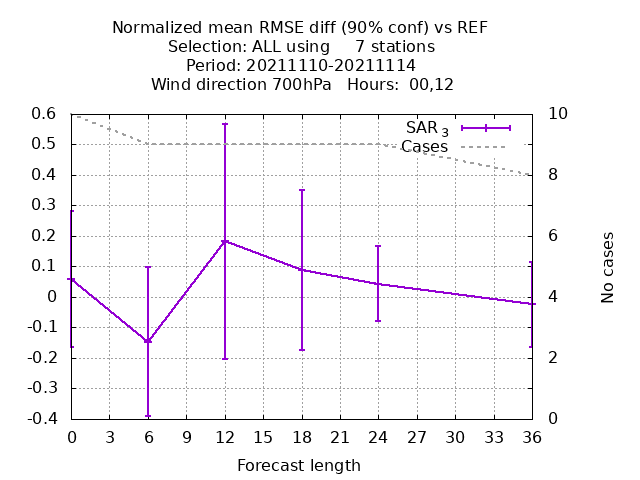 Normalized mean RMSE diff (90% conf) vs REF
Selection: ALL using 7 stations
Period: 20211110-20211114
Wind direction 700hPa Hours: 00,12
0.6 10
SAR 3
Cases
0.5 8
0.4
0.3
0.2 6
0.1
0 4
-0.1
-0.2 2
-0.3
-0.4 0
No cases
0 3 6 9 12 15 18 21 24 27 30 33 36
Forecast length